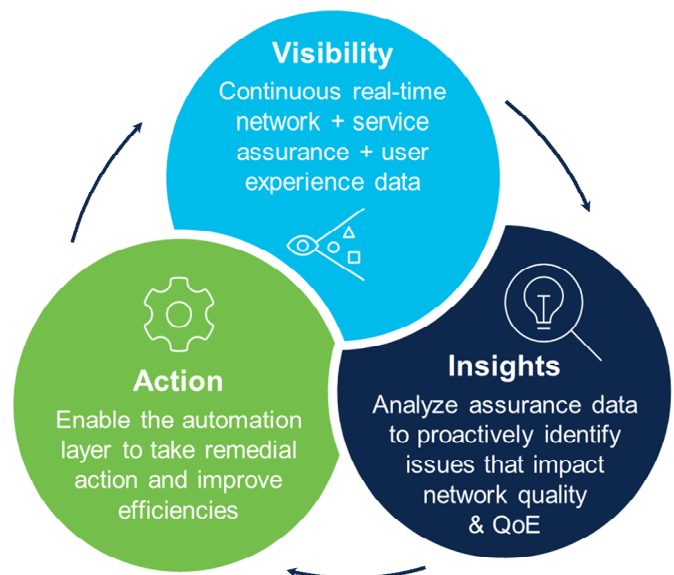 Visibility
Continuous real-time
network + service
assurance + user
experience data
Action
Enable the automation
layer to take remedial
action and improve
efficiencies
Insights
Analyze assurance data
to proactively identify
issues that impact
network quality
& QoE